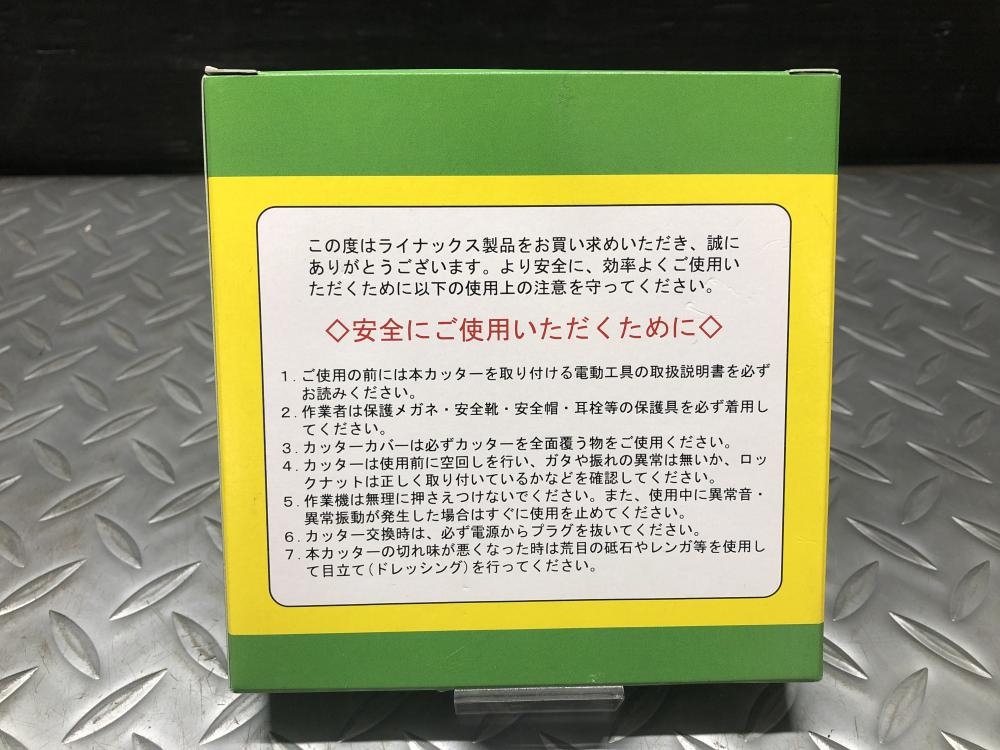 この度はライナックス製品をお買い求めいただき、誠に
ありがとうございます。より安全に、効率よくご使用い
ただくために以下の使用上の注意を守ってください。
◇安全にご使用いただくために◇
1.ご使用の前には本カッターを取り付ける電動工具の取扱説明書を必ず
お読みください。
2.作業者は保護メガネ・安全靴・安全帽・耳栓等の保護具を必ず着用し
てください。
3.カッターカバーは必ずカッターを全面覆う物をご使用ください。
4.カッターは使用前に空回しを行い、ガタや振れの異常は無いか、ロッ
クナットは正しく取り付いているかなどを確認してください。
5.作業機は無理に押さえつけないでください。また、使用中に異常音・
異常振動が発生した場合はすぐに使用を止めてください。
6.カッター交換時は、必ず電源からプラグを抜いてください。
7.本カッターの切れ味が悪くなった時は荒目の砥石やレンガ等を使用し
て目立て(ドレッシング)を行ってください。